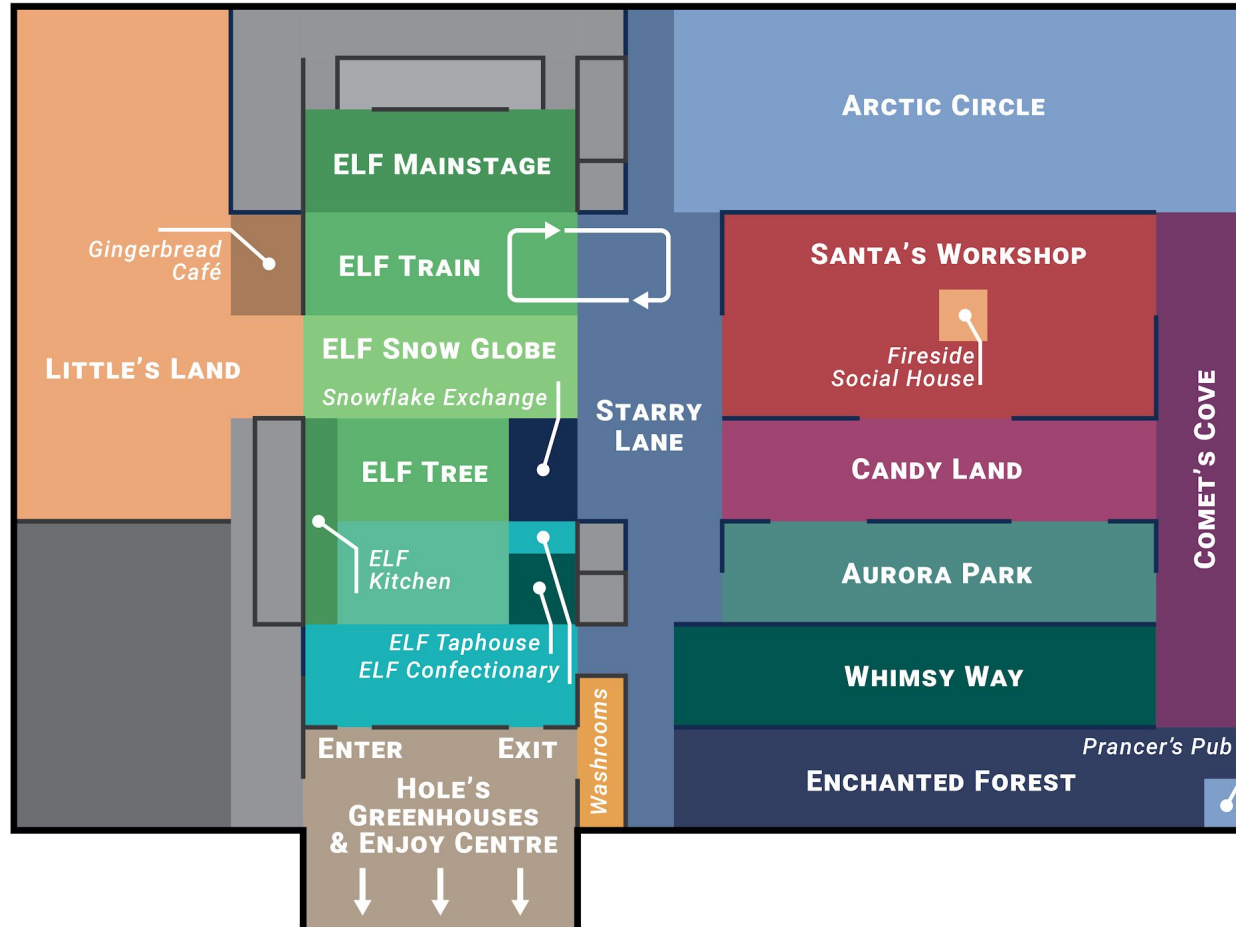 ARCTIC CIRCLE
ELF MAINSTAGE
Gingerbread
Café
ELF TRAIN
SANTA'S WORKSHOP
Fireside
Social House
LITTLE'S LAND
ELF SNOW GLOBE
Snowflake Exchange
STARRY
LANE
COMET'S COVE
ELF TREE
CANDY LAND
ELF
Kitchen
AURORA PARK
ELF Taphouse
ELF Confectionary
WHIMSY WAY
Washrooms
ENTER
EXIT
Prancer's Pub
HOLE'S
GREENHOUSES
& ENJOY CENTRE
ENCHANTED FOREST